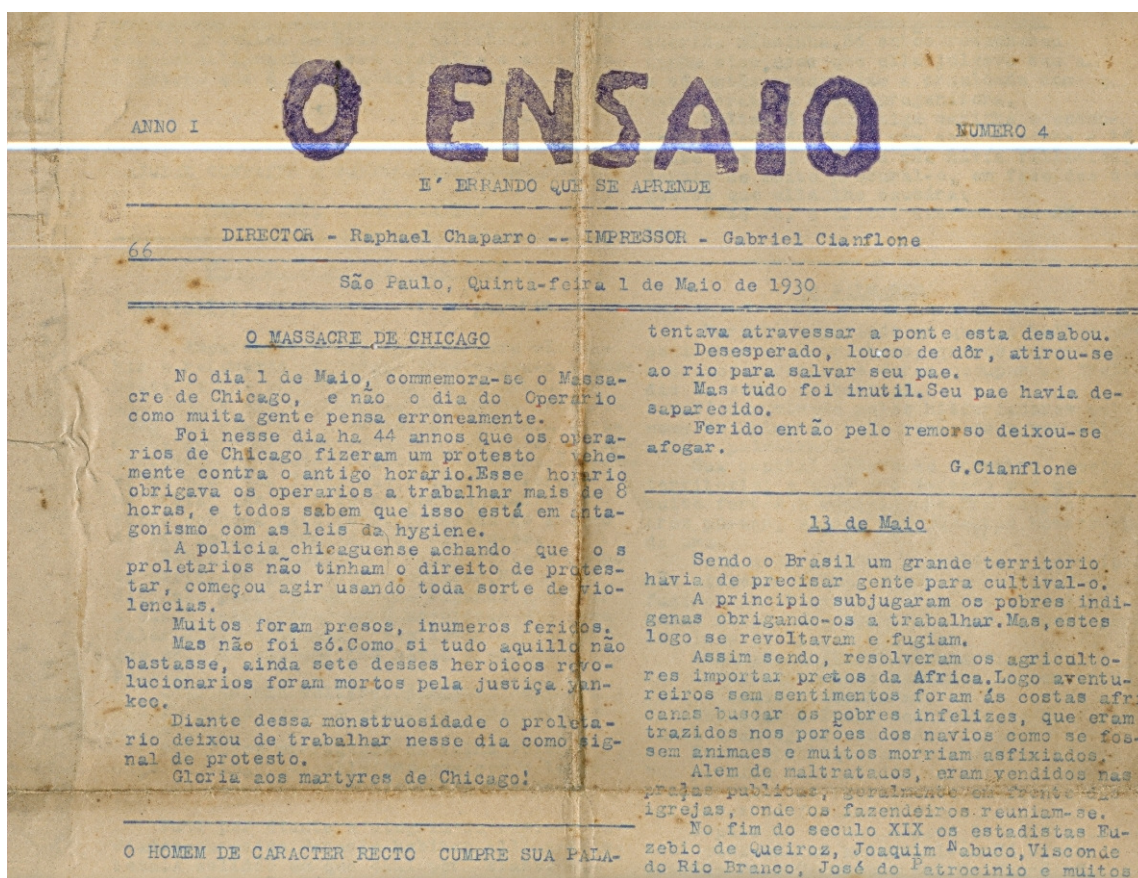 O ENSAIO
ANNO I
NUMERO 4
E' ERRANDO QUE SE APRENDE
DIRECTOR - Raphael Chaparro -- IMPRESSOR - Gabriel Cianflone
66
São Paulo, Quinta-feira 1 de Maio de 1930
O MASSACRE DE CHICAGO
No dia 1 de Maio, commemora-se o Massa-
cre de Chicago, e não o dia do Operario
como muita gente pensa erroneamente.
Foi nesse dia ha 44 annos que os opera-
rios de Chicago fizeram um protesto vehe-
mente contra o antigo horario.Esse horario
obrigava os operarios a trabalhar mais de 8
horas, e todos sabem que isso está em anta-
gonismo com as leis da hygiene.
A policia chicaguense achando que o s
proletarios não tinham o direito de protes-
tar, começou agir usando toda sorte de vio-
lencias.
Muitos foram presos, inumeros feridos.
Mas não foi só.Como si tudo aquillo não
bastasse, ainda sete desses heroicos revo-
lucionarios foram mortos pela justiça yan-
kee.
Diante dessa monstruosidade o proleta-
rio deixou de trabalhar nesse dia como sig-
nal de protesto.
Gloria aos martyres de Chicago!
O HOMEM DE CARACTER RECTO CUMPRE SUA PALA-
tentava atravessar a ponte esta desabou.
Desesperado, louco de dôr, atirou-se
ao rio para salvar seu pae.
Mas tudo foi inutil.Seu pae havia de-
saparecido.
Ferido então pelo remorso deixou-se
afogar.
G.Cianflone
13 de Maio
Sendo o Brasil um grande territorio
havia de precisar gente para cultival-o.
A principio subjugaram os pobres indi-
genas obrigando-os a trabalhar.Mas,estes
logo se revoltavam e fugiam.
Assim sendo, resolveram os agriculto-
res importar pretos da Africa.Logo aventu-
reiros sem sentimentos foram ás costas afri
canas buscar os pobres infelizes, que eram
trazidos nos porões dos navios como se fos-
sem animaes e muitos morriam asfixiados.
Alem de maltratados, eram vendidos nas
praças publicas, geralmente em frente das
igrejas, onde os fazendeiros reuniam-se.
No fim do seculo XIX os estadistas Eu-
zebio de Queiroz, Joaquim Nabuco,Visconde
do Rio Branco, José do Patrocinio e muitos